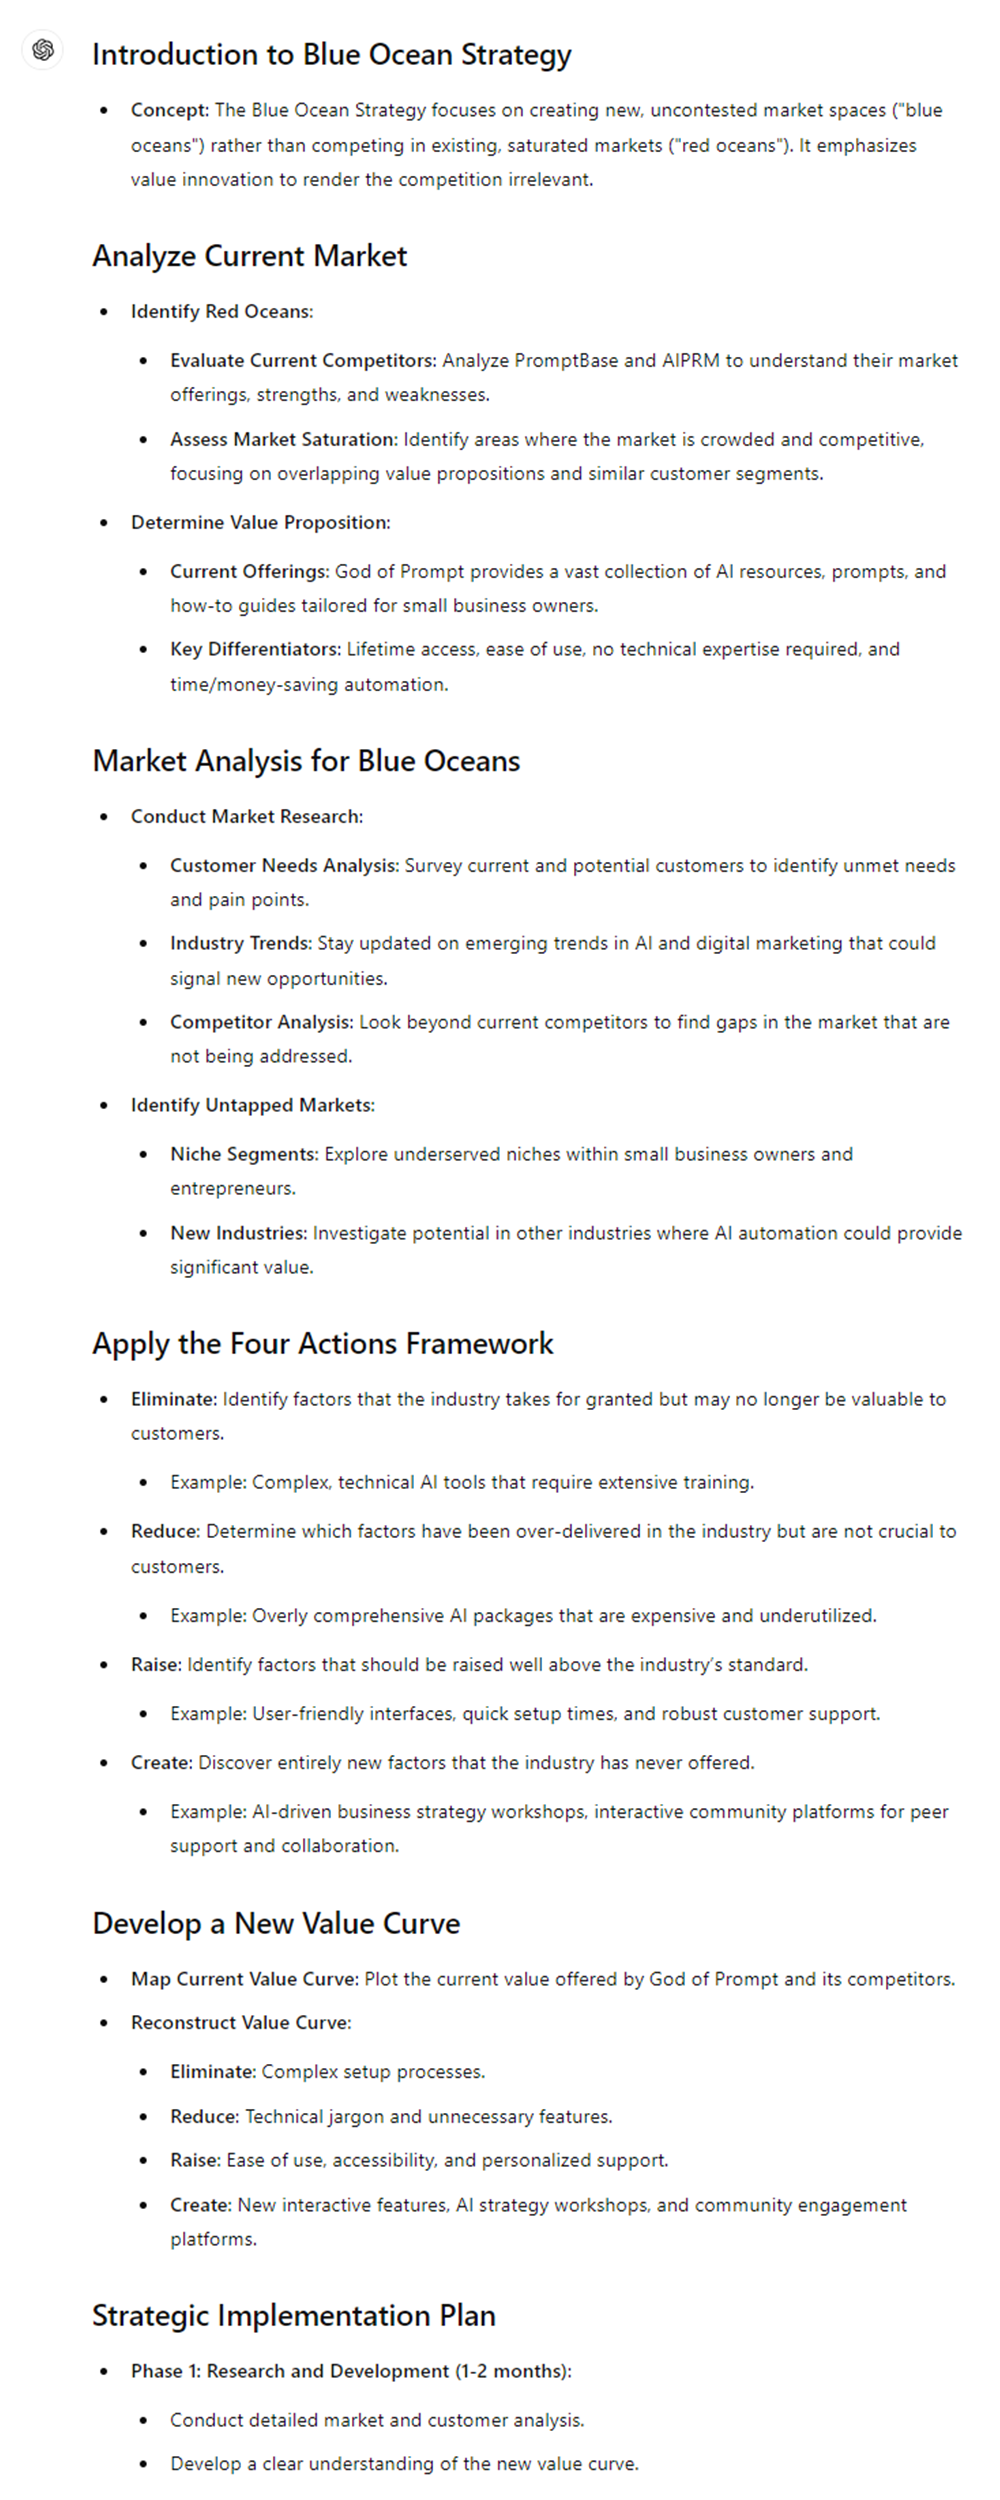 Introduction to Blue Ocean Strategy
Concept: The Blue Ocean Strategy focuses on creating new, uncontested market spaces ("blue
oceans") rather than competing in existing, saturated markets ("red oceans"). It emphasizes
value innovation to render the competition irrelevant.
Analyze Current Market
Identify Red Oceans:
Evaluate Current Competitors: Analyze PromptBase and AIPRM to understand their market
offerings, strengths, and weaknesses.
Assess Market Saturation: Identify areas where the market is crowded and competitive,
focusing on overlapping value propositions and similar customer segments.
Determine Value Proposition:
Current Offerings: God of Prompt provides a vast collection of AI resources, prompts, and
how-to guides tailored for small business owners.
Key Differentiators: Lifetime access, ease of use, no technical expertise required, and
time/money-saving automation.
Market Analysis for Blue Oceans
Conduct Market Research:
Customer Needs Analysis: Survey current and potential customers to identify unmet needs
and pain points.
Industry Trends: Stay updated on emerging trends in AI and digital marketing that could
signal new opportunities.
Competitor Analysis: Look beyond current competitors to find gaps in the market that are
not being addressed.
Identify Untapped Markets:
Niche Segments: Explore underserved niches within small business owners and
entrepreneurs.
New Industries: Investigate potential in other industries where AI automation could provide
significant value.
Apply the Four Actions Framework
Eliminate: Identify factors that the industry takes for granted but may no longer be valuable to
customers.
Example: Complex, technical AI tools that require extensive training.
Reduce: Determine which factors have been over-delivered in the industry but are not crucial to
customers.
Example: Overly comprehensive AI packages that are expensive and underutilized.
Raise: Identify factors that should be raised well above the industry's standard.
Example: User-friendly interfaces, quick setup times, and robust customer support.
Create: Discover entirely new factors that the industry has never offered.
Example: AI-driven business strategy workshops, interactive community platforms for peer
support and collaboration.
Develop a New Value Curve
Map Current Value Curve: Plot the current value offered by God of Prompt and its competitors.
Reconstruct Value Curve:
Eliminate: Complex setup processes.
Reduce: Technical jargon and unnecessary features.
Raise: Ease of use, accessibility, and personalized support.
Create: New interactive features, AI strategy workshops, and community engagement
platforms.
Strategic Implementation Plan
Phase 1: Research and Development (1-2 months):
Conduct detailed market and customer analysis.
Develop a clear understanding of the new value curve.